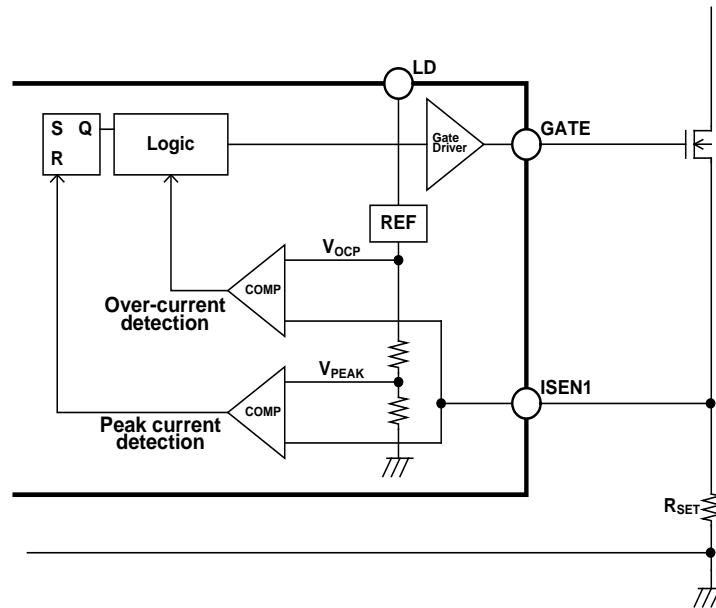 LD
S Q
R
Logic
Gate
Driver
GATE
REF
VOCP
COMP
Over-current
detection
VPEAK
COMP
ISEN1
Peak current
detection
RSET